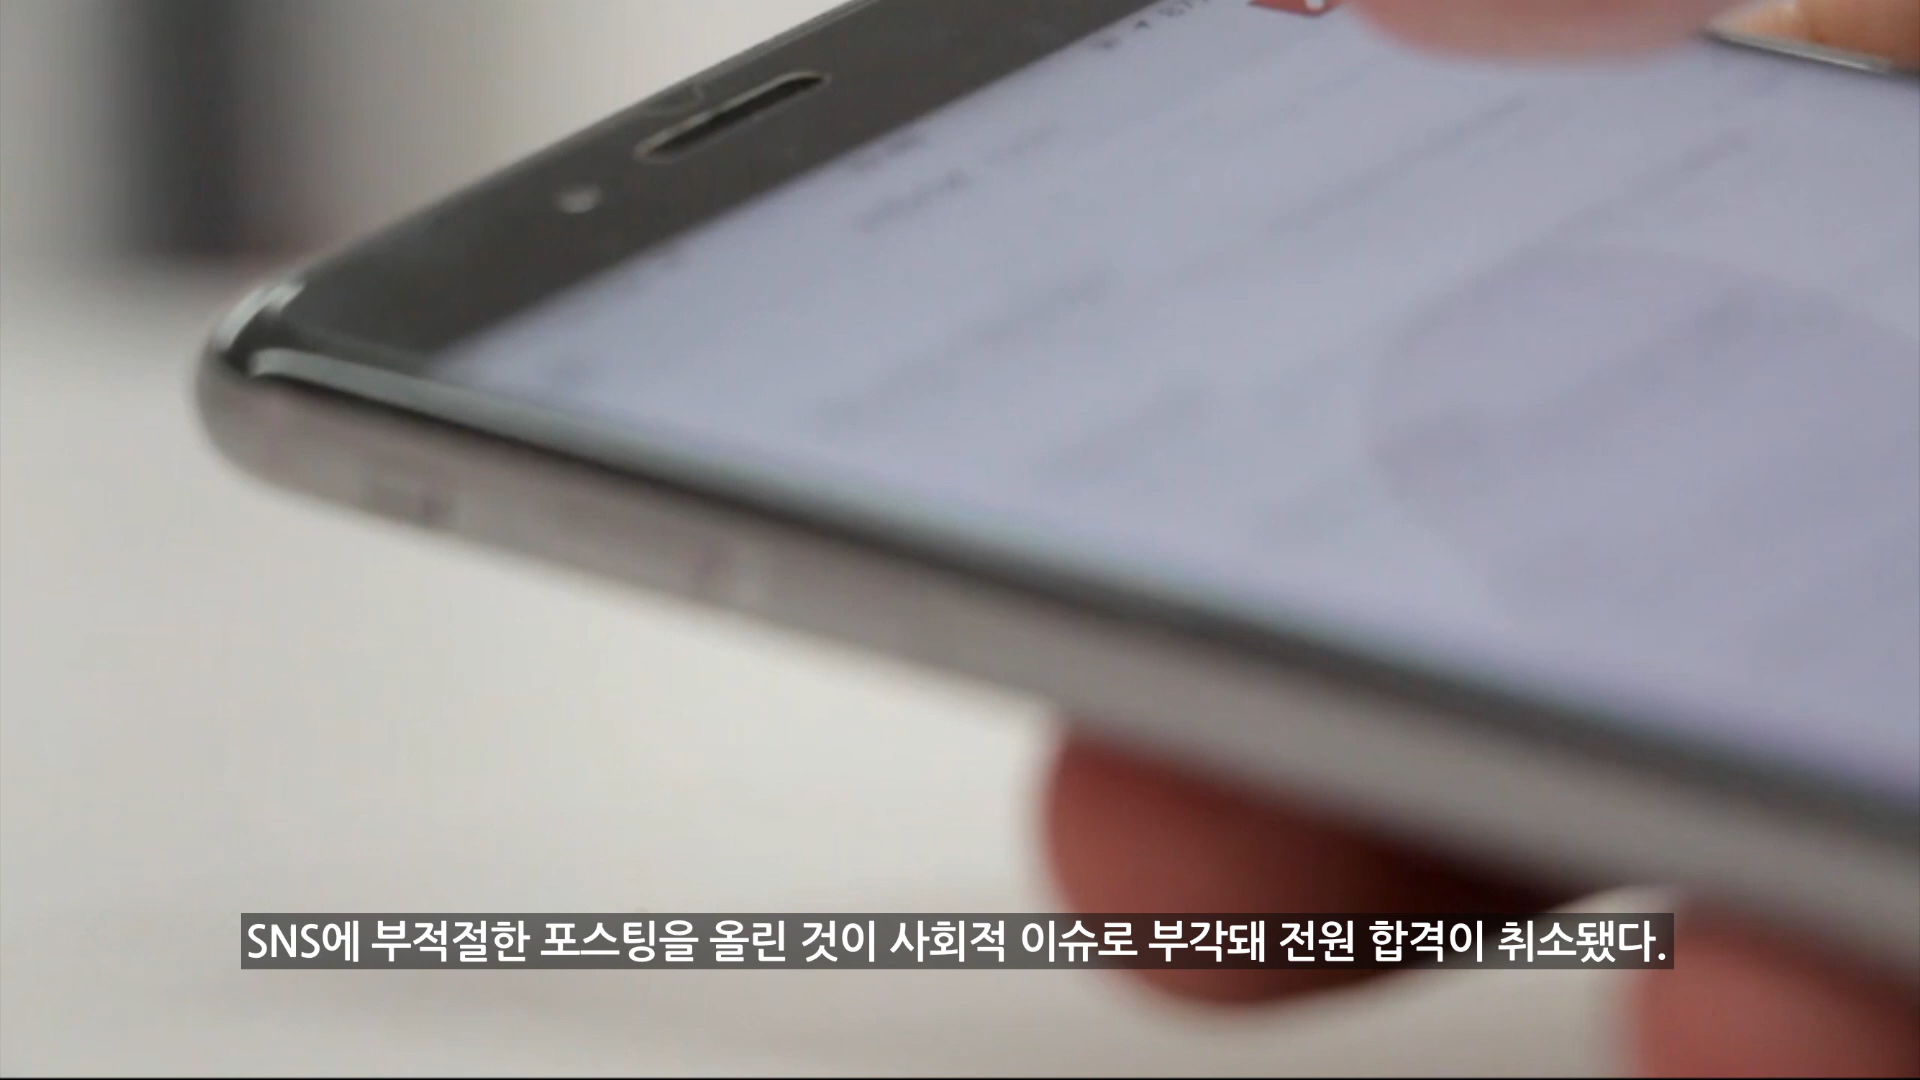 SNS에 부적절한 포스팅을 올린 것이 사회적 이슈로 부각돼 전원 합격이 취소됐다.